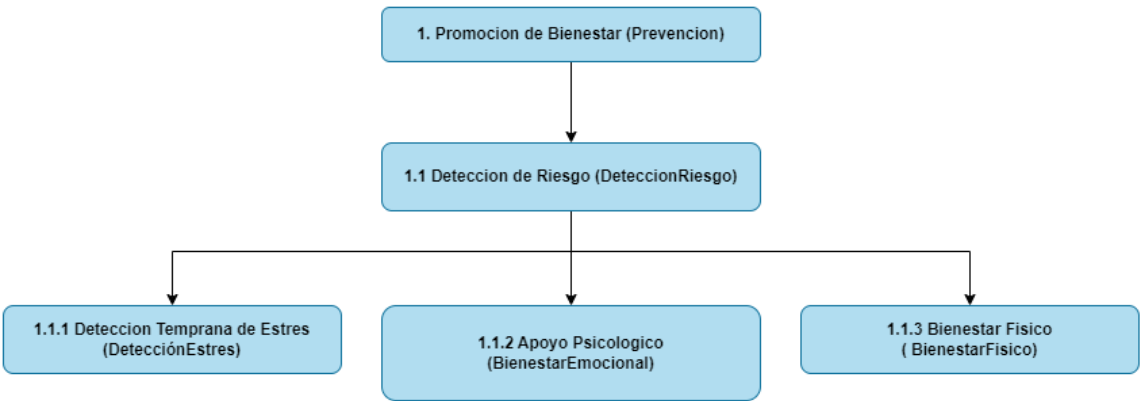 1. Promocion de Bienestar (Prevencion)
1.1 Deteccion de Riesgo (DeteccionRiesgo)
1.1.1 Deteccion Temprana de Estres
(DetecciónEstres)
1.1.2 Apoyo Psicologico
(BienestarEmocional)
1.1.3 Bienestar Fisico
( BienestarFisico)